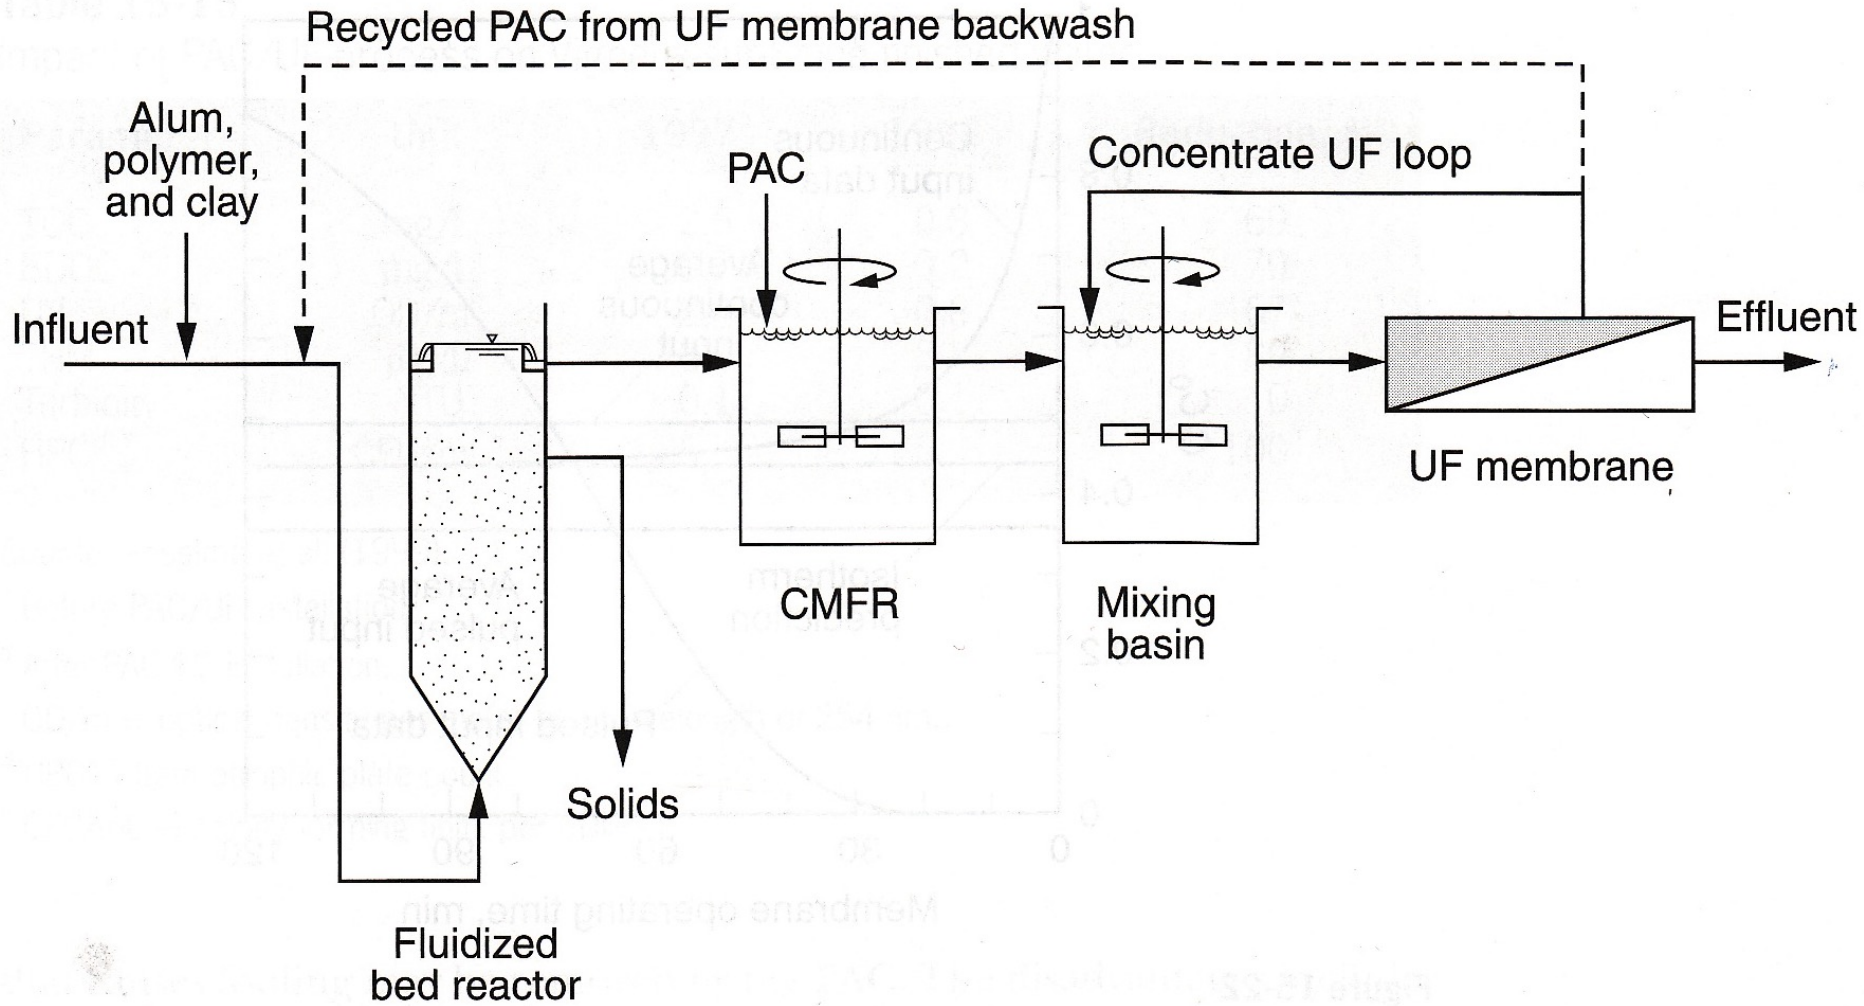 Recycled PAC from UF membrane backwash
Alum,
polymer,
and clay
PAC
Concentrate UF loop
Influent
Effluent
UF membrane
CMFR
Mixing
basin
Solids
Fluidized
bed reactor